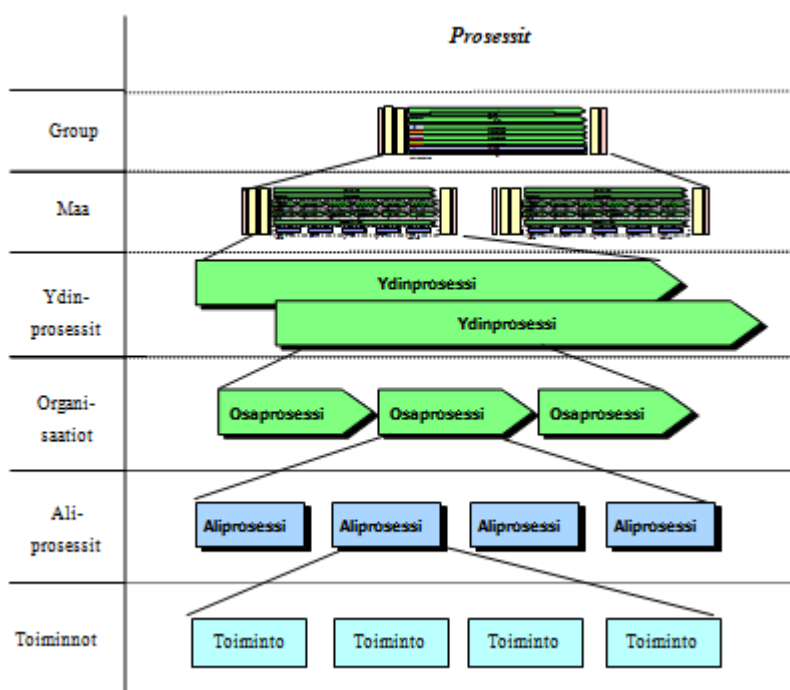 Prosessit
Group
Maa
Ydin-
prosessit
Ydinprosessi
Ydinprosessi
Organi-
saatiot
Osaprosessi Osaprosessi Osaprosessi
Ali-
prosessit
Aliprosessi Aliprosessi Aliprosessi Aliprosessi
Toiminnot
Toiminto Toiminto Toiminto Toiminto